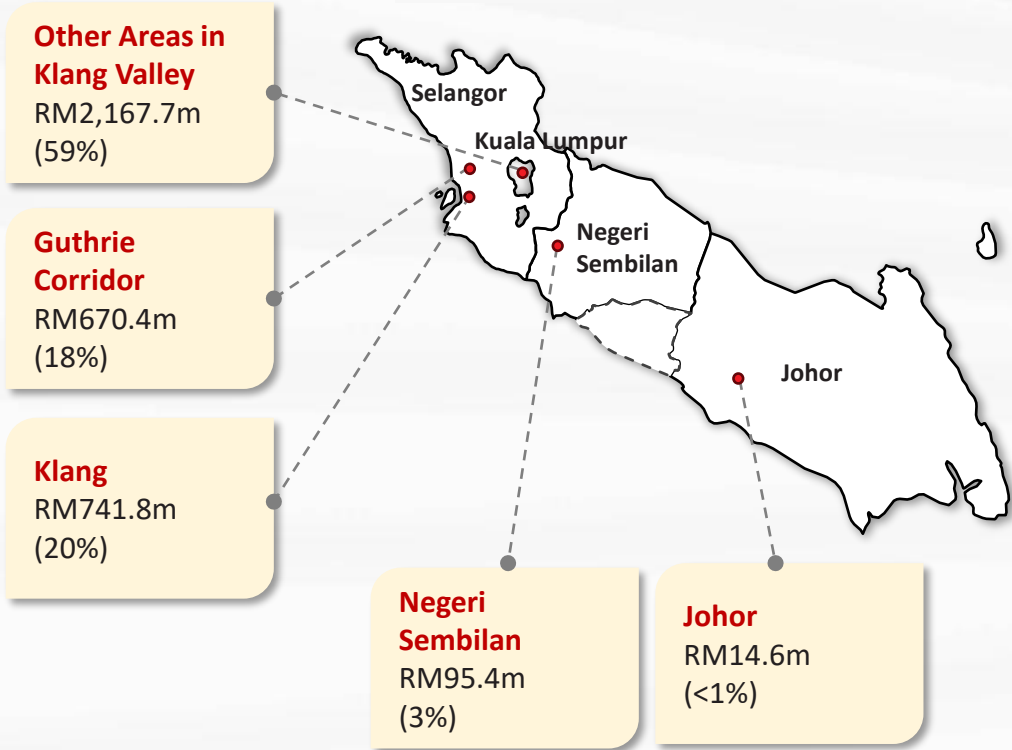 Other Areas in
Klang Valley
RM2,167.7m
(59%)
Guthrie
Corridor
RM670.4m
(18%)
Klang
RM741.8m
(20%)
Selangor
Kuala Lumpur
Negeri
Sembilan
Johor
Negeri
Sembilan
RM95.4m
(3%)
Johor
RM14.6m
(<1%)